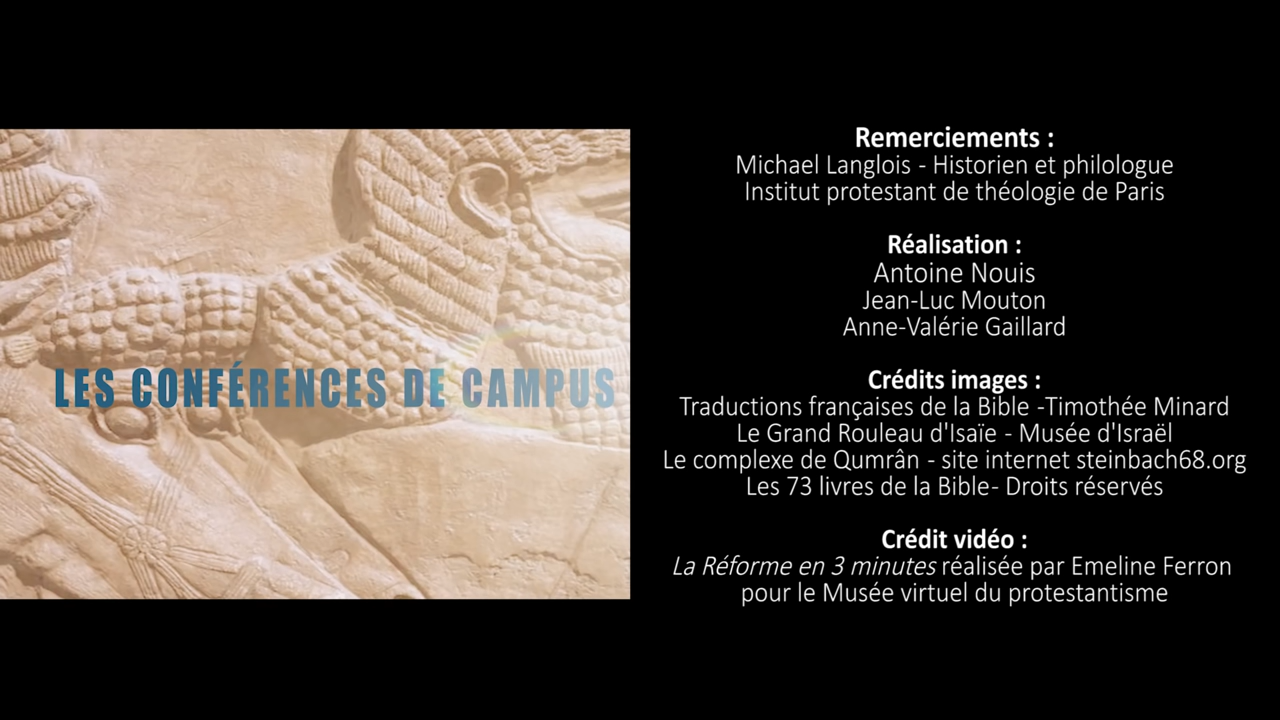 LES CONFÉRENCES DE CAMPUS
Remerciements :
Michael Langlois - Historien et philologue
Institut protestant de théologie de Paris
Réalisation :
Antoine Nouis
Jean-Luc Mouton
Anne-Valérie Gaillard
Crédits images :
Traductions françaises de la Bible -Timothée Minard
Le Grand Rouleau d'Isaïe - Musée d'Israël
Le complexe de Qumrân - site internet steinbach68.org
Les 73 livres de la Bible- Droits réservés
Crédit vidéo :
La Réforme en 3 minutes réalisée par Emeline Ferron
pour le Musée virtuel du protestantisme